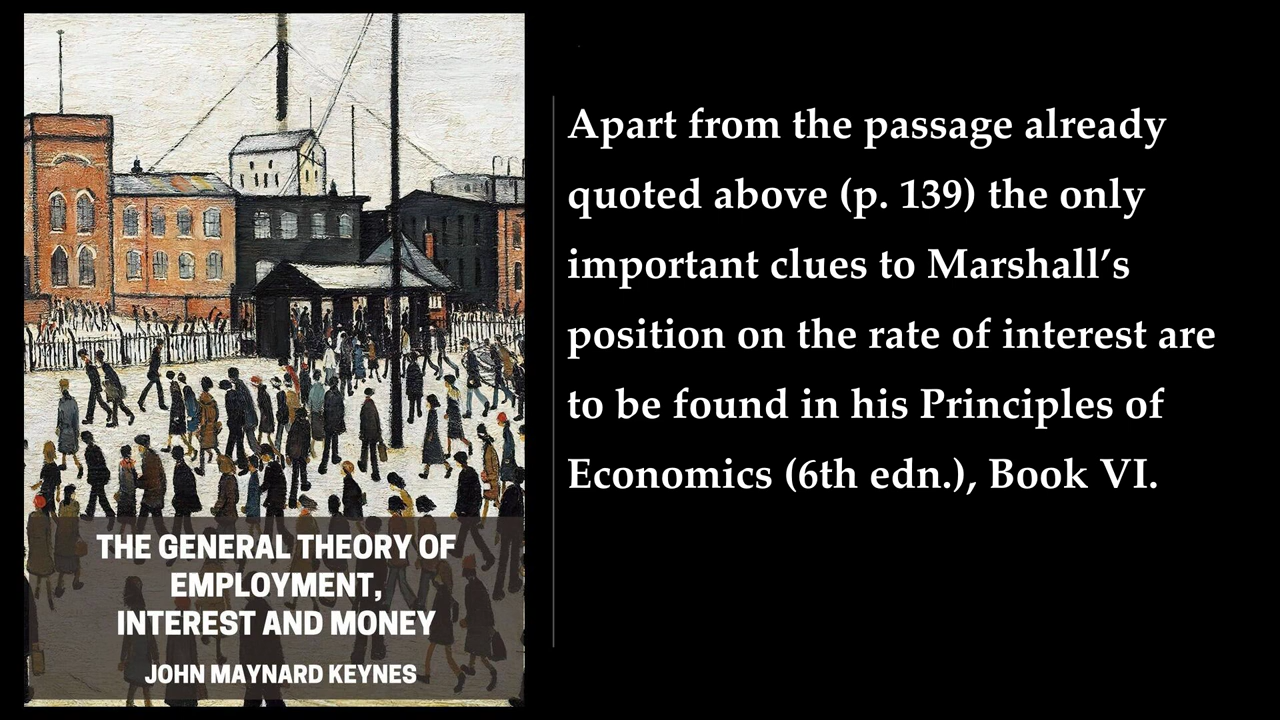 THE GENERAL THEORY OF
EMPLOYMENT,
INTEREST AND MONEY
JOHN MAYNARD KEYNES
Apart from the passage already
quoted above (p. 139) the only
important clues to Marshall’s
position on the rate of interest are
to be found in his Principles of
Economics (6th edn.), Book VI.